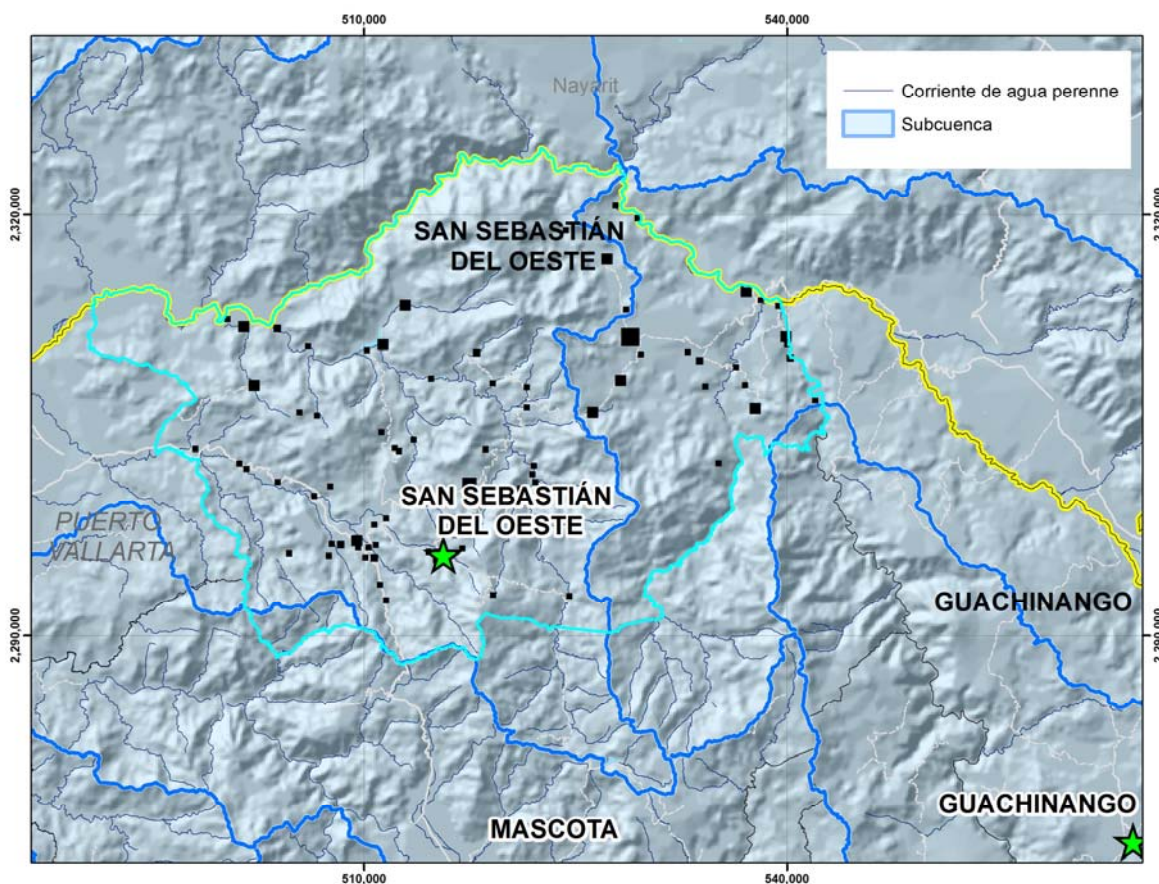 510,000
540,000
Nayarit
Corriente de agua perenne
Subcuenca
2,320,000
2,320,000
SAN SEBASTIÁN
DEL OESTE
SAN SEBASTIÁN
DEL OESTE
PUERTO
VALLARTA
GUACHINANGO
2,290,000
2,290,000
GUACHINANGO
MASCOTA
510,000
540,000